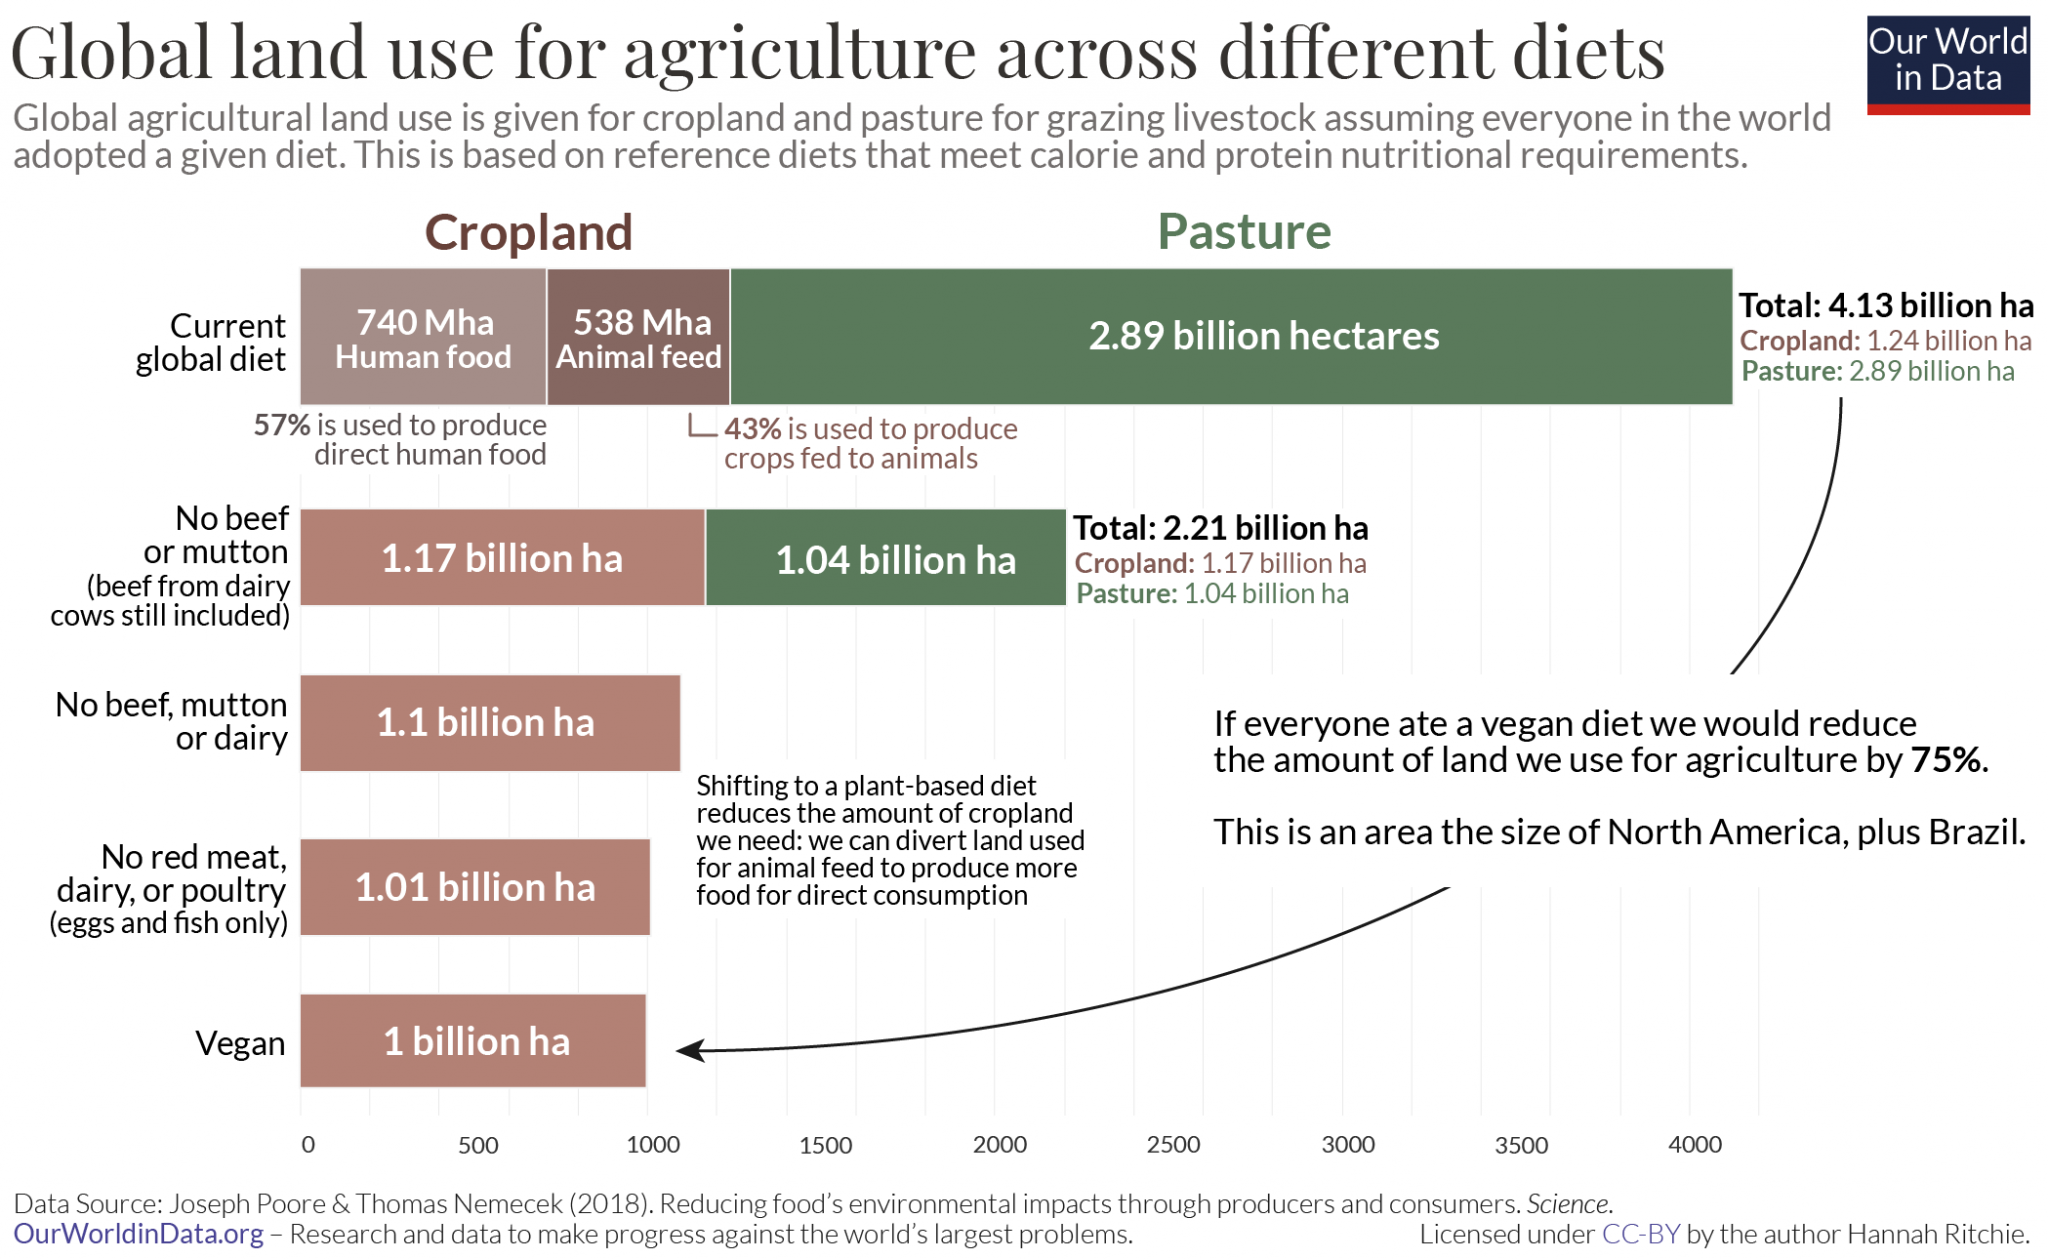 Global land use for agriculture across different diets
Our World
in Data
Global agricultural land use is given for cropland and pasture for grazing livestock assuming everyone in the world
adopted a given diet. This is based on reference diets that meet calorie and protein nutritional requirements.
Cropland
Pasture
Current
global diet
740 Mha
Human food
538 Mha
Animal feed
2.89 billion hectares
Total: 4.13 billion ha
Cropland: 1.24 billion ha
Pasture: 2.89 billion ha
57% is used to produce
direct human food
43% is used to produce
crops fed to animals
No beef
or mutton
(beef from dairy
cows still included)
1.17 billion ha
1.04 billion ha
Total: 2.21 billion ha
Cropland: 1.17 billion ha
Pasture: 1.04 billion ha
No beef, mutton
or dairy
1.1 billion ha
If everyone ate a vegan diet we would reduce
the amount of land we use for agriculture by 75%.
This is an area the size of North America, plus Brazil.
Shifting to a plant-based diet
reduces the amount of cropland
we need: we can divert land used
for animal feed to produce more
food for direct consumption
No red meat,
dairy, or poultry
(eggs and fish only)
1.01 billion ha
Vegan
1 billion ha
0 500 1000 1500 2000 2500 3000 3500 4000
Data Source: Joseph Poore & Thomas Nemecek (2018). Reducing food's environmental impacts through producers and consumers. Science.
OurWorldinData.org – Research and data to make progress against the world's largest problems.
Licensed under CC-BY by the author Hannah Ritchie.